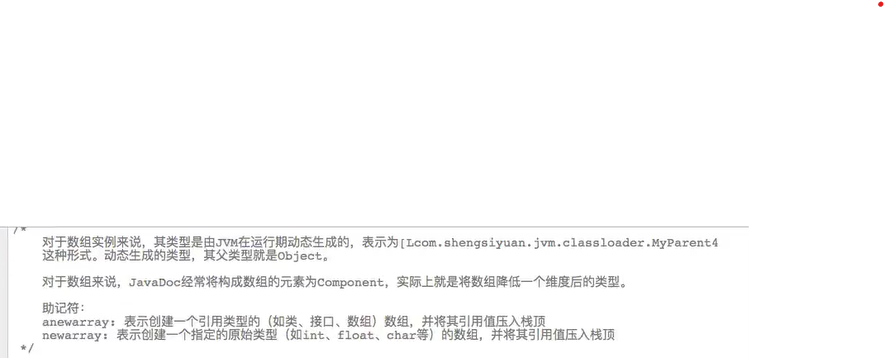 /*
对于数组实例来说，其类型是由JVM在运行期动态生成的，表示为[Lcom.shengsiyuan.jvm.classloader.MyParent4
这种形式。动态生成的类型，其父类型就是Object。
对于数组来说，JavaDoc经常将构成数组的元素为Component，实际上就是将数组降低一个维度后的类型。
助记符：
anewarray: 表示创建一个引用类型的（如类、接口、数组）数组，并将其引用值压入栈顶
newarray: 表示创建一个指定的原始类型（如int、float、char等）的数组，并将其引用值压入栈顶
*/